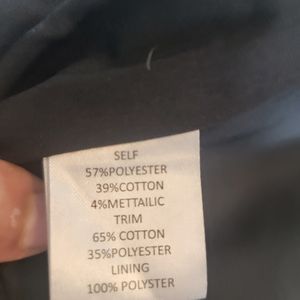 SELF
57%POLYESTER
39%COTTON
4%METTAILIC
TRIM
65% COTTON
35%POLYESTER
LINING
100% POLYSTER